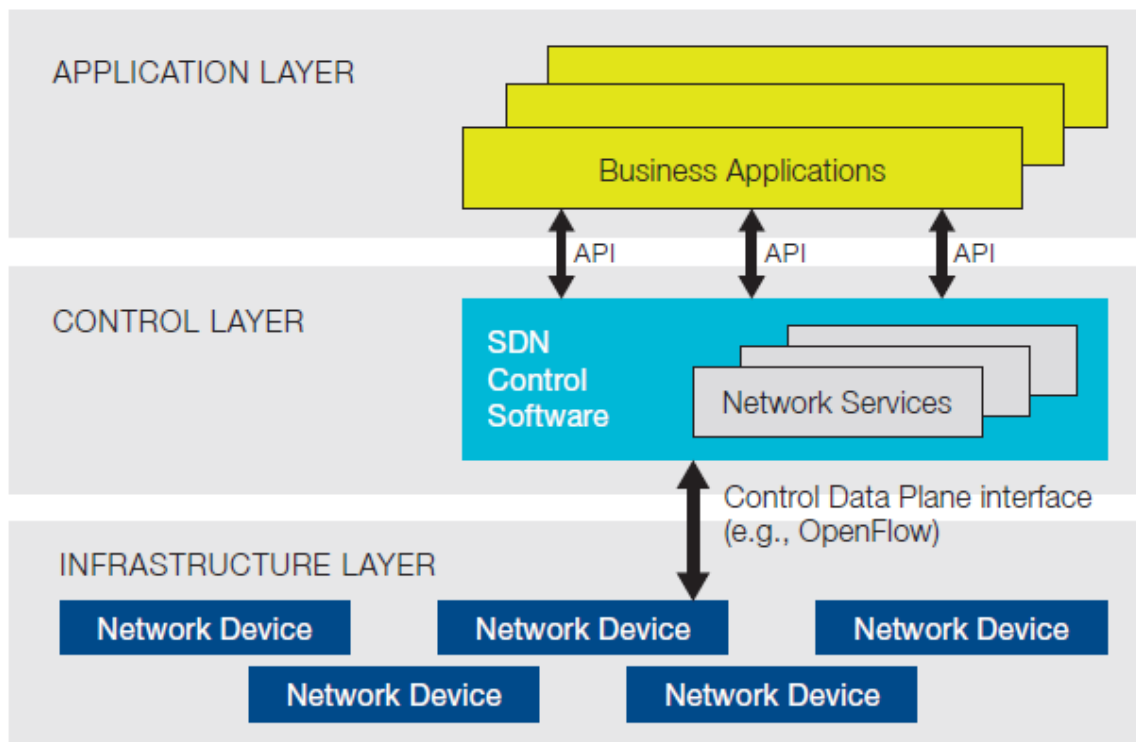 APPLICATION LAYER
Business Applications
API
API
API
CONTROL LAYER
SDN
Control
Software
Network Services
Control Data Plane interface
(e.g., OpenFlow)
INFRASTRUCTURE LAYER
Network Device
Network Device
Network Device
Network Device
Network Device